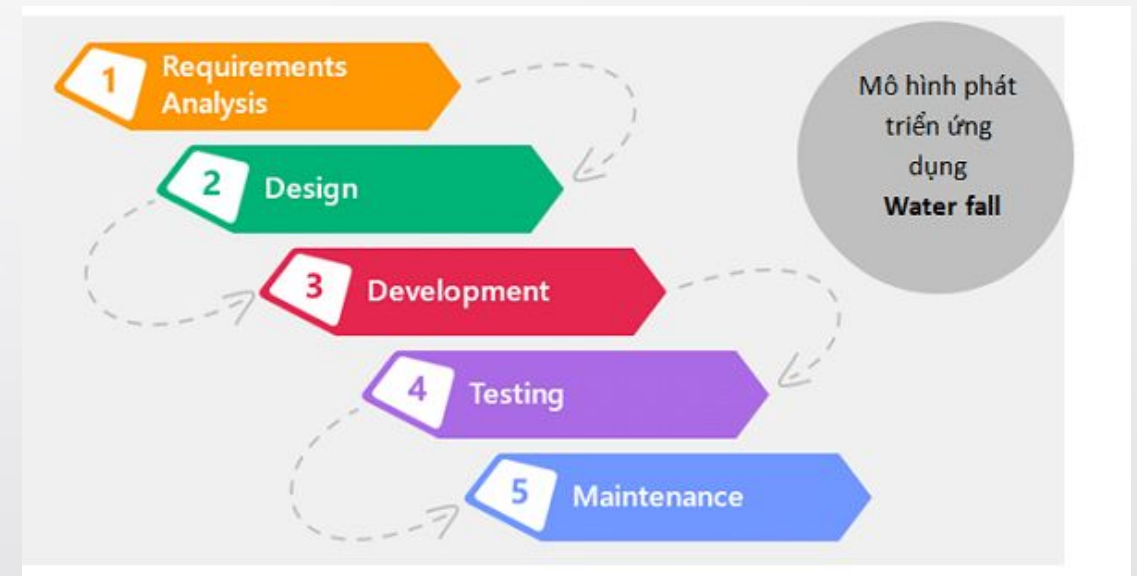 1
Requirements
Analysis
2
Design
3
Development
4
Testing
5
Maintenance
Mô hình phát
triển ứng
dụng
Water fall